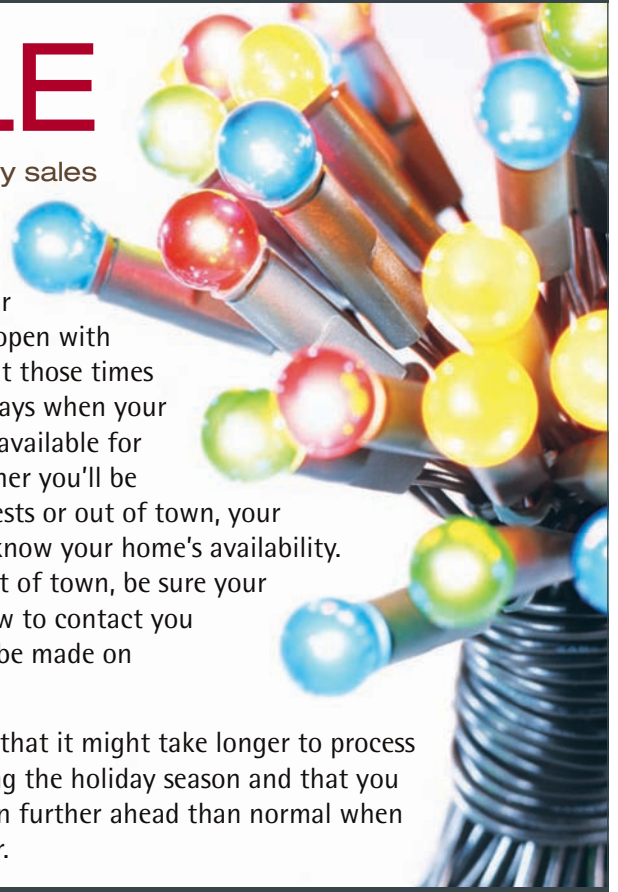 LE
y sales
r
open with
t those times
ays when your
available for
her you'll be
ests or out of town, your
know your home's availability.
t of town, be sure your
w to contact you
be made on
that it might take longer to process
ng the holiday season and that you
n further ahead than normal when
r.